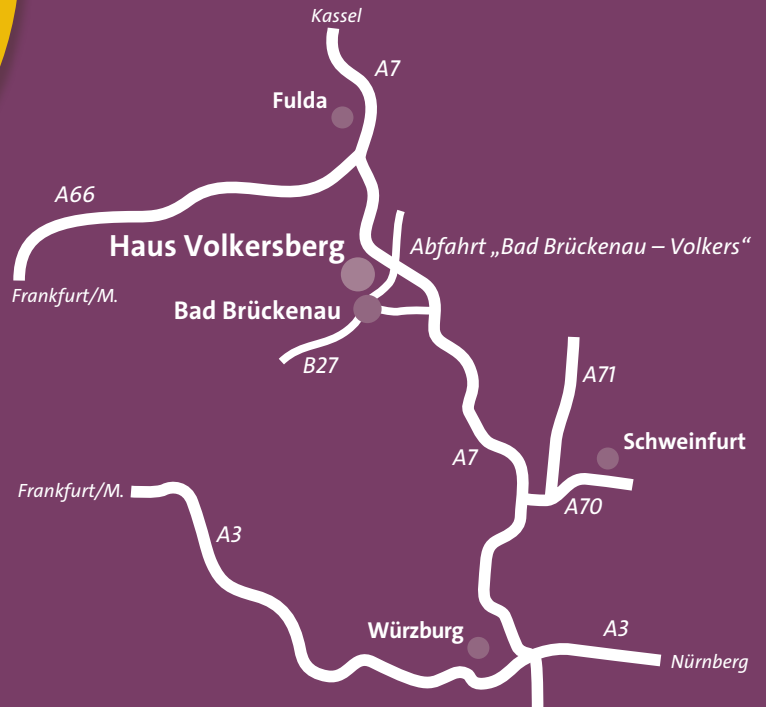 Kassel
A7
Fulda
A66
Haus Volkersberg
Abfahrt „Bad Brückenau – Volkers“
Frankfurt/M.
Bad Brückenau
B27
A71
Schweinfurt
A7
Frankfurt/M.
A70
A3
Würzburg
A3
Nürnberg